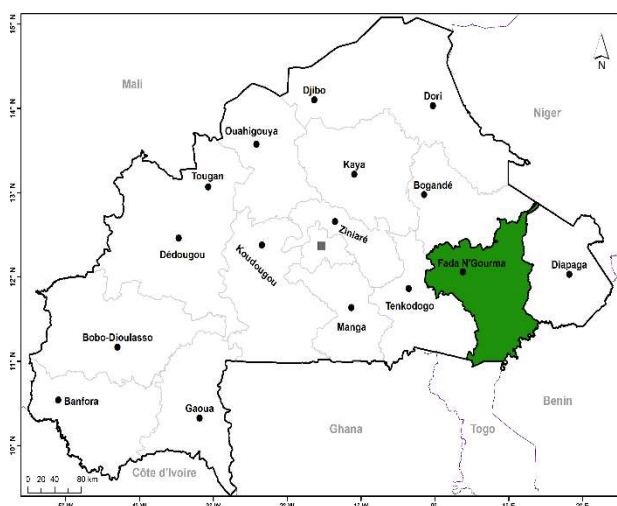 15° N
Mali
N
Djibo
Dori
14° N
Niger
Ouahigouya
Kaya
Tougan
Bogandé
13° N
Ziniaré
Dédougou
Koudougou
Fada N'Gourma
Diapaga
12° N
Tenkodogo
Manga
Bobo-Dioulasso
11° N
Banfora
Gaoua
Benin
Ghana
Togo
10° N
Côte d'Ivoire
0 20 40 80 km